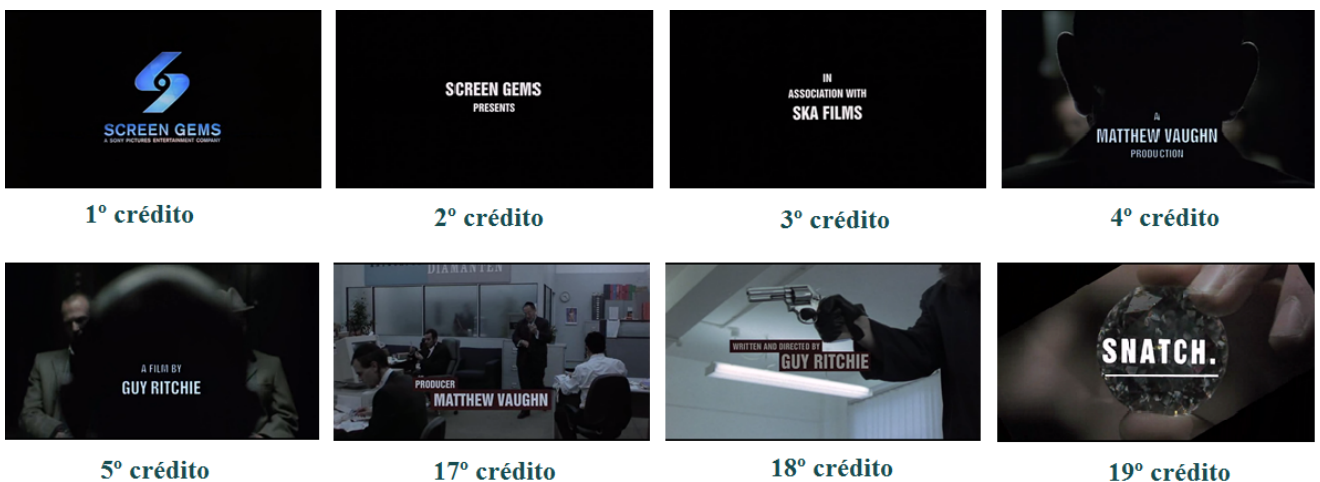 SCREEN GEMS
A SONY PICTURES ENTERTAINMENT COMPANY
1º crédito
SCREEN GEMS
PRESENTS
2º crédito
IN
ASSOCIATION WITH
SKA FILMS
3º crédito
A
MATTHEW VAUGHN
PRODUCTION
4º crédito
A FILM BY
GUY RITCHIE
5º crédito
DIAMANTEN
PRODUCER
MATTHEW VAUGHN
17º crédito
WRITTEN AND DIRECTED BY
GUY RITCHIE
18º crédito
SNATCH.
19º crédito